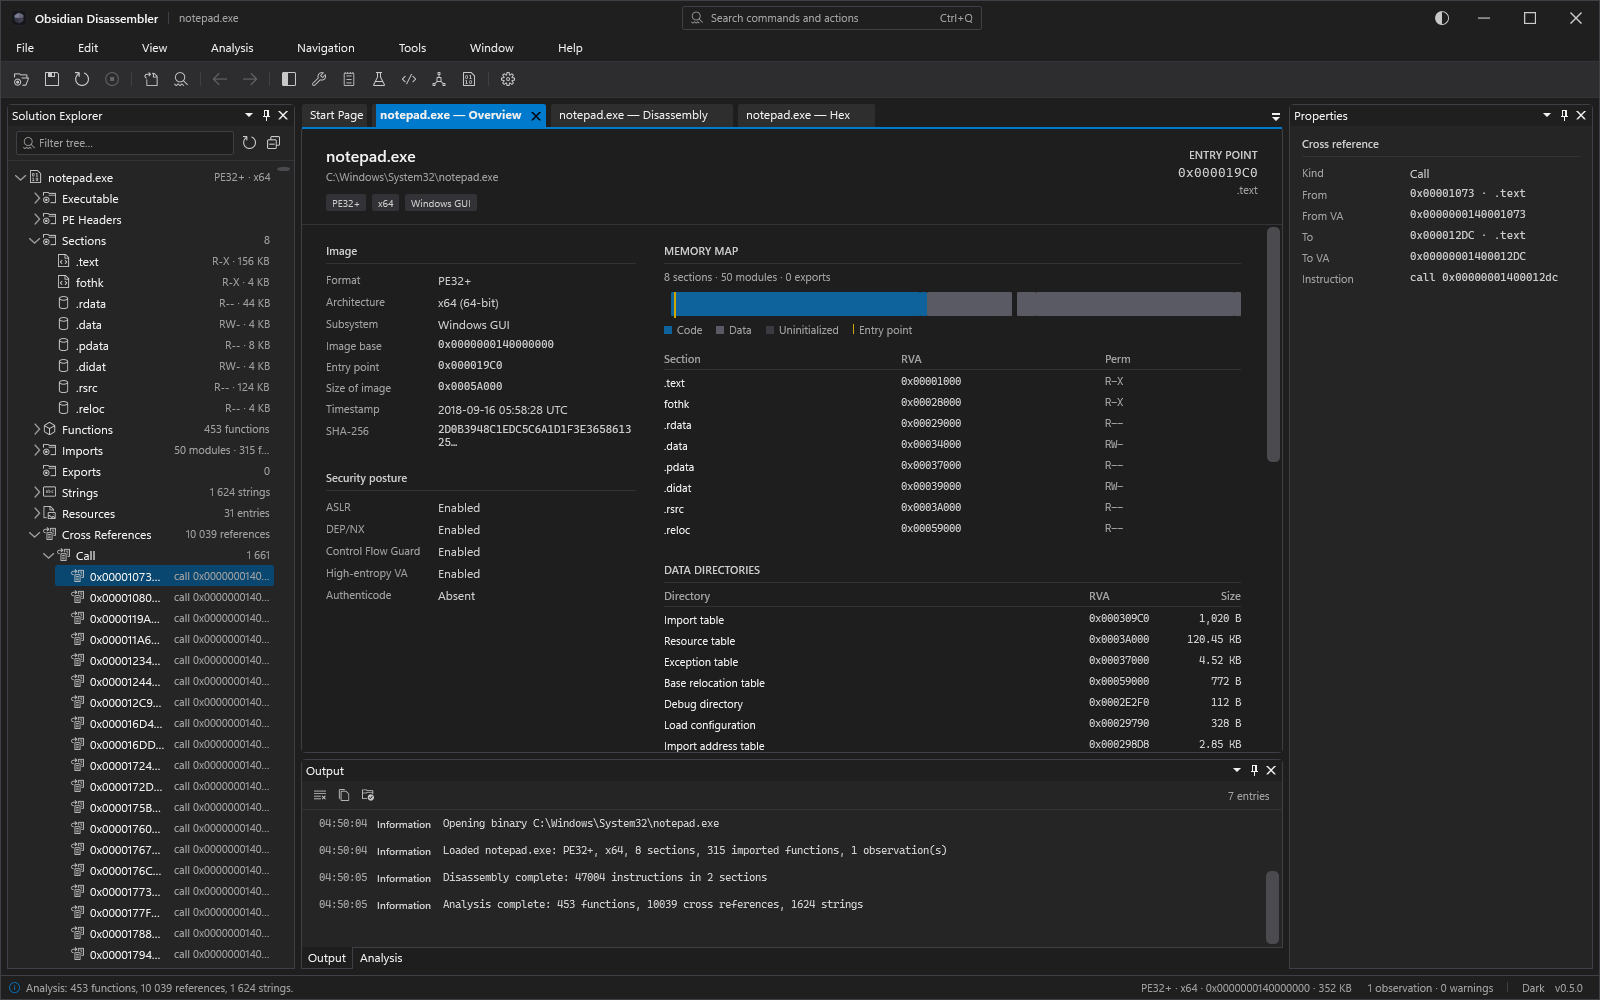 Obsidian Disassembler notepad.exe Search commands and actions Ctrl+Q
File Edit View Analysis Navigation Tools Window Help
Solution Explorer
Filter tree...
notepad.exe PE32+ · x64
Executable
PE Headers
Sections 8
.text R-X · 156 KB
fothk R-X · 4 KB
.rdata R-- · 44 KB
.data RW- · 4 KB
.pdata R-- · 8 KB
.didat RW- · 4 KB
.rsrc R-- · 124 KB
.reloc R-- · 4 KB
Functions 453 functions
Imports 50 modules · 315 f...
Exports 0
Strings 1 624 strings
Resources 31 entries
Cross References 10 039 references
Call 1 661
0x00001073... call 0x0000000140...
0x00001080... call 0x0000000140...
0x0000119A... call 0x0000000140...
0x000011A6... call 0x0000000140...
0x00001234... call 0x0000000140...
0x00001244... call 0x0000000140...
0x000012C9... call 0x0000000140...
0x000016D4... call 0x0000000140...
0x000016DD... call 0x0000000140...
0x00001724... call 0x0000000140...
0x0000172D... call 0x0000000140...
0x0000175B... call 0x0000000140...
0x00001760... call 0x0000000140...
0x00001767... call 0x0000000140...
0x0000176C... call 0x0000000140...
0x00001773... call 0x0000000140...
0x0000177F... call 0x0000000140...
0x00001788... call 0x0000000140...
0x00001794... call 0x0000000140...
Start Page notepad.exe — Overview notepad.exe — Disassembly notepad.exe — Hex
notepad.exe
C:\Windows\System32\notepad.exe
PE32+ x64 Windows GUI
ENTRY POINT
0x000019C0
.text
Image
Format PE32+
Architecture x64 (64-bit)
Subsystem Windows GUI
Image base 0x0000000140000000
Entry point 0x000019C0
Size of image 0x0005A000
Timestamp 2018-09-16 05:58:28 UTC
SHA-256 2D0B3948C1EDC5C6A1D1F3E3658613
25…
Security posture
ASLR Enabled
DEP/NX Enabled
Control Flow Guard Enabled
High-entropy VA Enabled
Authenticode Absent
MEMORY MAP
8 sections · 50 modules · 0 exports
Code Data Uninitialized Entry point
Section RVA Perm
.text 0x00001000 R-X
fothk 0x00028000 R-X
.rdata 0x00029000 R--
.data 0x00034000 RW-
.pdata 0x00037000 R--
.didat 0x00039000 RW-
.rsrc 0x0003A000 R--
.reloc 0x00059000 R--
DATA DIRECTORIES
Directory RVA Size
Import table 0x000309C0 1,020 B
Resource table 0x0003A000 120.45 KB
Exception table 0x00037000 4.52 KB
Base relocation table 0x00059000 772 B
Debug directory 0x0002E2F0 112 B
Load configuration 0x00029790 328 B
Import address table 0x000298D8 2.85 KB
Output
7 entries
04:50:04 Information Opening binary C:\Windows\System32\notepad.exe
04:50:04 Information Loaded notepad.exe: PE32+, x64, 8 sections, 315 imported functions, 1 observation(s)
04:50:05 Information Disassembly complete: 47004 instructions in 2 sections
04:50:05 Information Analysis complete: 453 functions, 10039 cross references, 1624 strings
Output Analysis
Properties
Cross reference
Kind Call
From 0x00001073 · .text
From VA 0x0000000140001073
To 0x000012DC · .text
To VA 0x00000001400012DC
Instruction call 0x00000001400012dc
Analysis: 453 functions, 10 039 references, 1 624 strings.
PE32+ · x64 · 0x0000000140000000 · 352 KB 1 observation · 0 warnings Dark v0.5.0